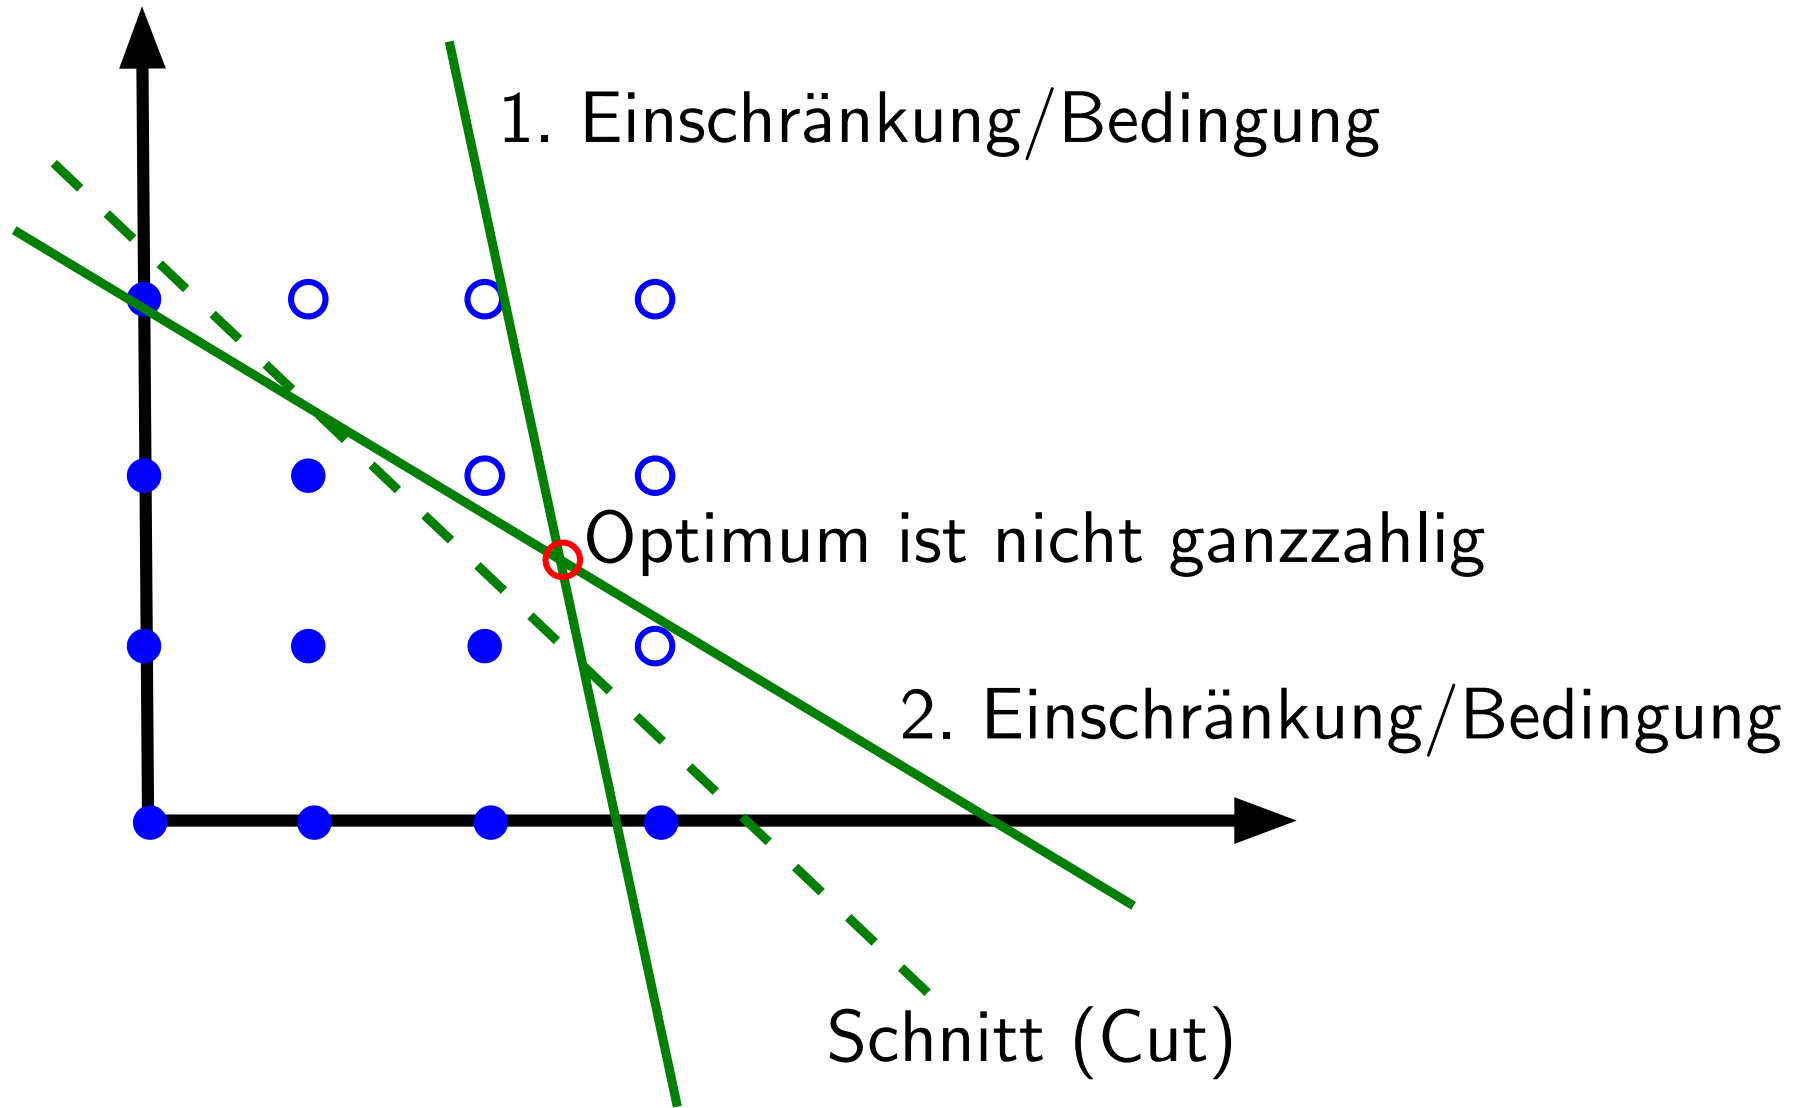 1. Einschränkung/Bedingung
Optimum ist nicht ganzzahlig
2. Einschränkung/Bedingung
Schnitt (Cut)